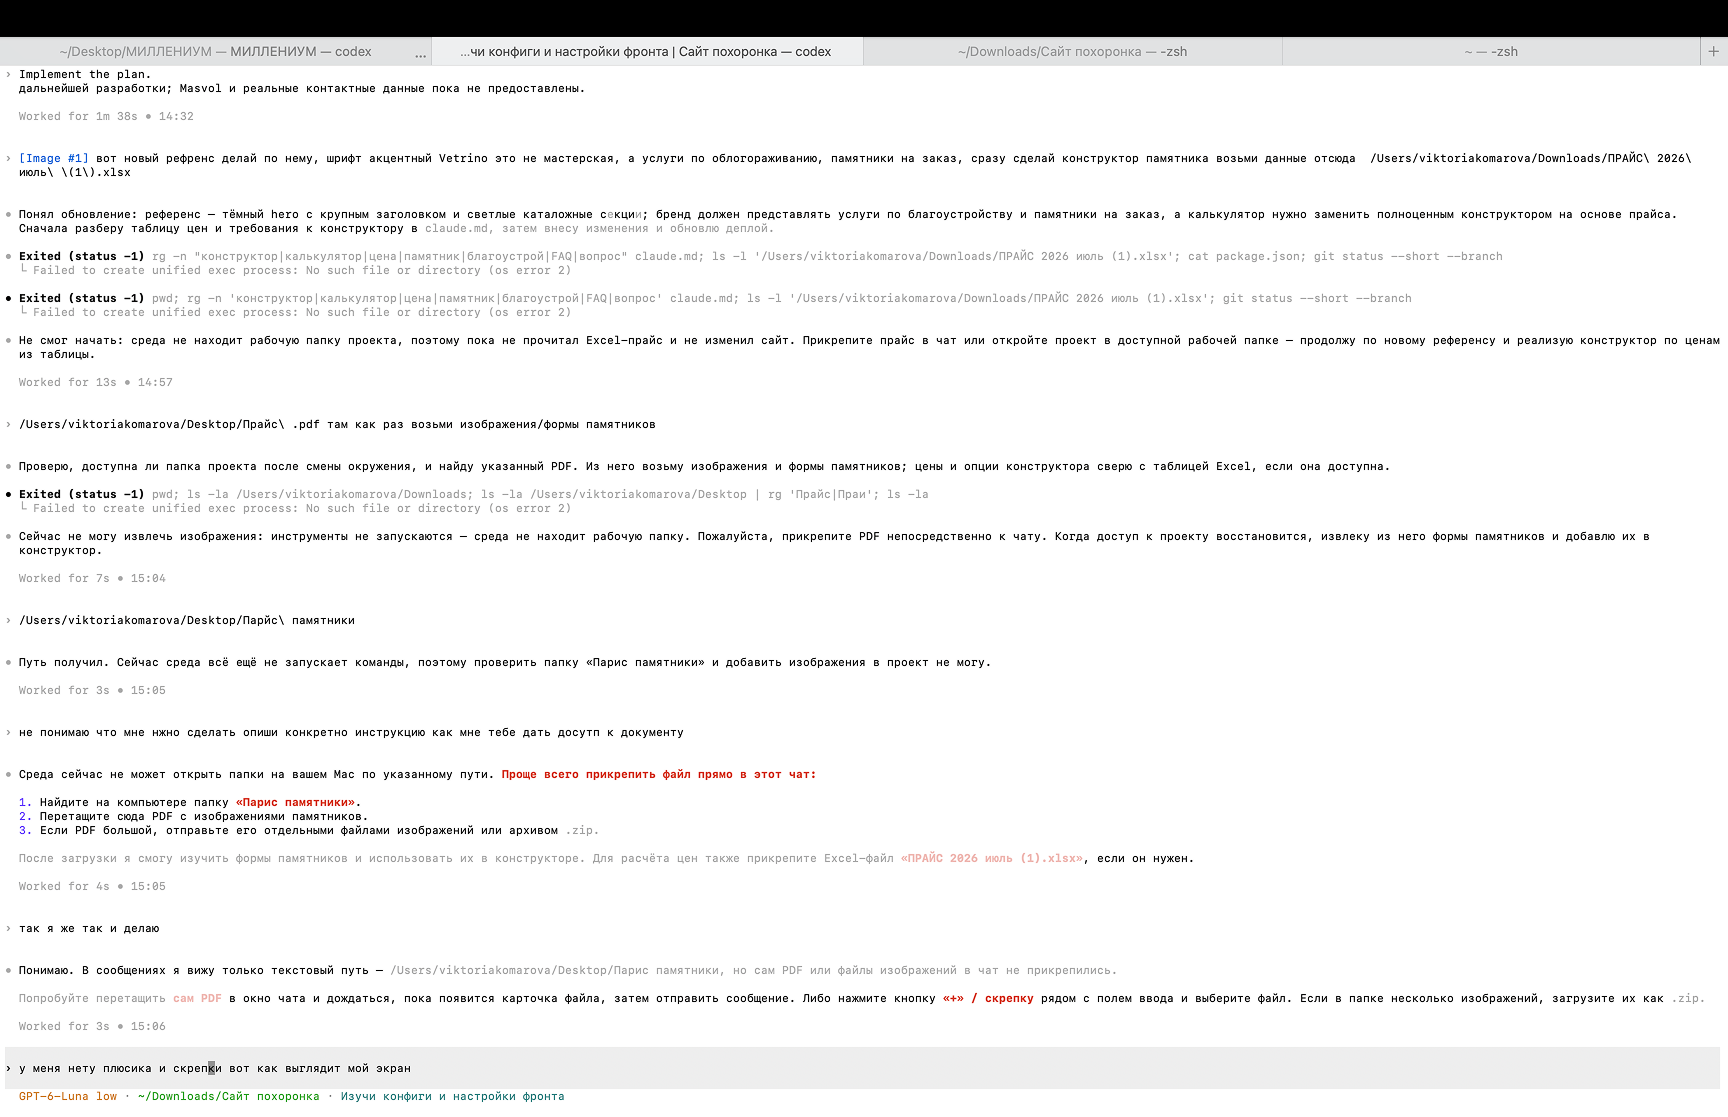 ~/Desktop/МИЛЛЕНИУМ — МИЛЛЕНИУМ — codex ...
...чи конфиги и настройки фронта | Сайт похоронка — codex
~/Downloads/Сайт похоронка — -zsh
~ — -zsh
+
› Implement the plan.
дальнейшей разработки; Masvol и реальные контактные данные пока не предоставлены.
Worked for 1m 38s • 14:32
› [Image #1] вот новый рефренс делай по нему, шрифт акцентный Vetrino это не мастерская, а услуги по облогораживанию, памятники на заказ, сразу сделай конструктор памятника возьми данные отсюда  /Users/viktoriakomarova/Downloads/ПРАЙС\ 2026\
июль\ \(1\).xlsx
• Понял обновление: референс — тёмный hero с крупным заголовком и светлые каталожные секции; бренд должен представлять услуги по благоустройству и памятники на заказ, а калькулятор нужно заменить полноценным конструктором на основе прайса.
Сначала разберу таблицу цен и требования к конструктору в claude.md, затем внесу изменения и обновлю деплой.
• Exited (status -1) rg -n "конструктор|калькулятор|цена|памятник|благоустрой|FAQ|вопрос" claude.md; ls -l '/Users/viktoriakomarova/Downloads/ПРАЙС 2026 июль (1).xlsx'; cat package.json; git status --short --branch
└ Failed to create unified exec process: No such file or directory (os error 2)
• Exited (status -1) pwd; rg -n 'конструктор|калькулятор|цена|памятник|благоустрой|FAQ|вопрос' claude.md; ls -l '/Users/viktoriakomarova/Downloads/ПРАЙС 2026 июль (1).xlsx'; git status --short --branch
└ Failed to create unified exec process: No such file or directory (os error 2)
• Не смог начать: среда не находит рабочую папку проекта, поэтому пока не прочитал Excel-прайс и не изменил сайт. Прикрепите прайс в чат или откройте проект в доступной рабочей папке — продолжу по новому референсу и реализую конструктор по ценам
из таблицы.
Worked for 13s • 14:57
› /Users/viktoriakomarova/Desktop/Прайс\ .pdf там как раз возьми изображения/формы памятников
• Проверю, доступна ли папка проекта после смены окружения, и найду указанный PDF. Из него возьму изображения и формы памятников; цены и опции конструктора сверю с таблицей Excel, если она доступна.
• Exited (status -1) pwd; ls -la /Users/viktoriakomarova/Downloads; ls -la /Users/viktoriakomarova/Desktop | rg 'Прайс|Праи'; ls -la
└ Failed to create unified exec process: No such file or directory (os error 2)
• Сейчас не могу извлечь изображения: инструменты не запускаются — среда не находит рабочую папку. Пожалуйста, прикрепите PDF непосредственно к чату. Когда доступ к проекту восстановится, извлеку из него формы памятников и добавлю их в
конструктор.
Worked for 7s • 15:04
› /Users/viktoriakomarova/Desktop/Парйс\ памятники
• Путь получил. Сейчас среда всё ещё не запускает команды, поэтому проверить папку «Парис памятники» и добавить изображения в проект не могу.
Worked for 3s • 15:05
› не понимаю что мне нжно сделать опиши конкретно инструкцию как мне тебе дать досутп к документу
• Среда сейчас не может открыть папки на вашем Mac по указанному пути. Проще всего прикрепить файл прямо в этот чат:
1. Найдите на компьютере папку «Парис памятники».
2. Перетащите сюда PDF с изображениями памятников.
3. Если PDF большой, отправьте его отдельными файлами изображений или архивом .zip.
После загрузки я смогу изучить формы памятников и использовать их в конструкторе. Для расчёта цен также прикрепите Excel-файл «ПРАЙС 2026 июль (1).xlsx», если он нужен.
Worked for 4s • 15:05
› так я же так и делаю
• Понимаю. В сообщениях я вижу только текстовый путь — /Users/viktoriakomarova/Desktop/Парис памятники, но сам PDF или файлы изображений в чат не прикрепились.
Попробуйте перетащить сам PDF в окно чата и дождаться, пока появится карточка файла, затем отправить сообщение. Либо нажмите кнопку «+» / скрепку рядом с полем ввода и выберите файл. Если в папке несколько изображений, загрузите их как .zip.
Worked for 3s • 15:06
› у меня нету плюсика и скрепки вот как выглядит мой экран
GPT-6-Luna low · ~/Downloads/Сайт похоронка · Изучи конфиги и настройки фронта